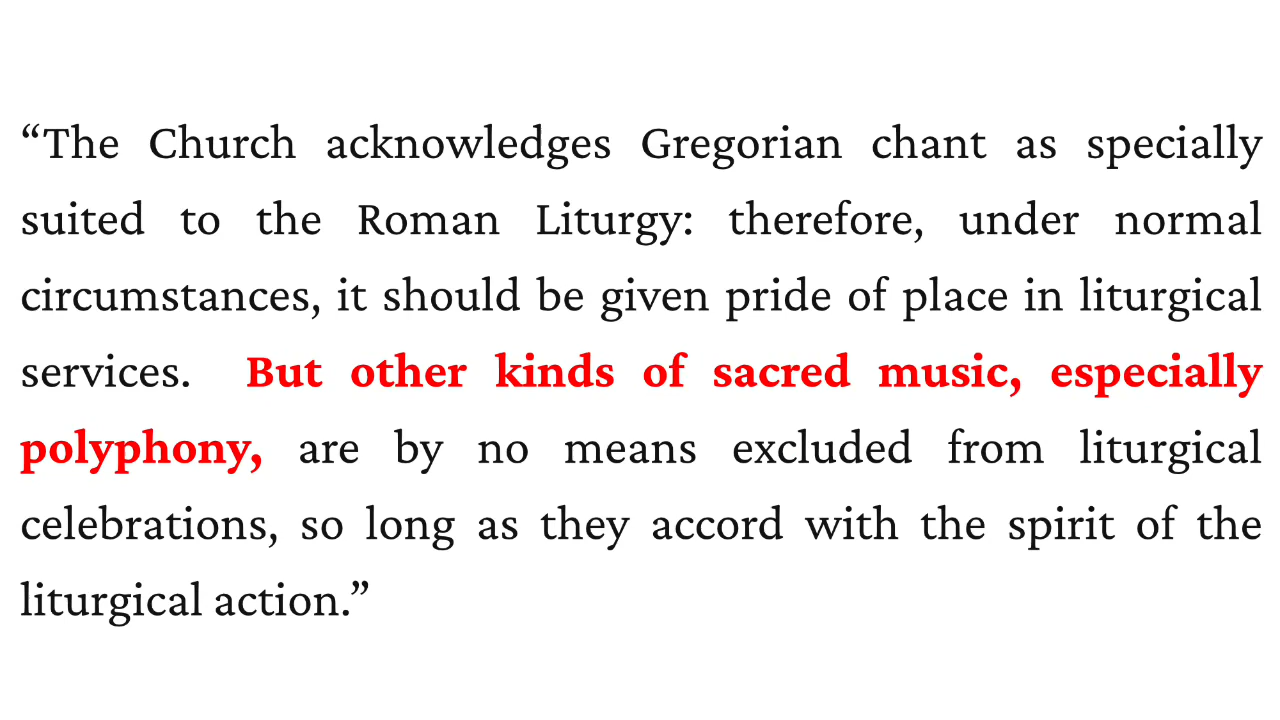 “The Church acknowledges Gregorian chant as specially
suited to the Roman Liturgy: therefore, under normal
circumstances, it should be given pride of place in liturgical
services. But other kinds of sacred music, especially
polyphony, are by no means excluded from liturgical
celebrations, so long as they accord with the spirit of the
liturgical action.”